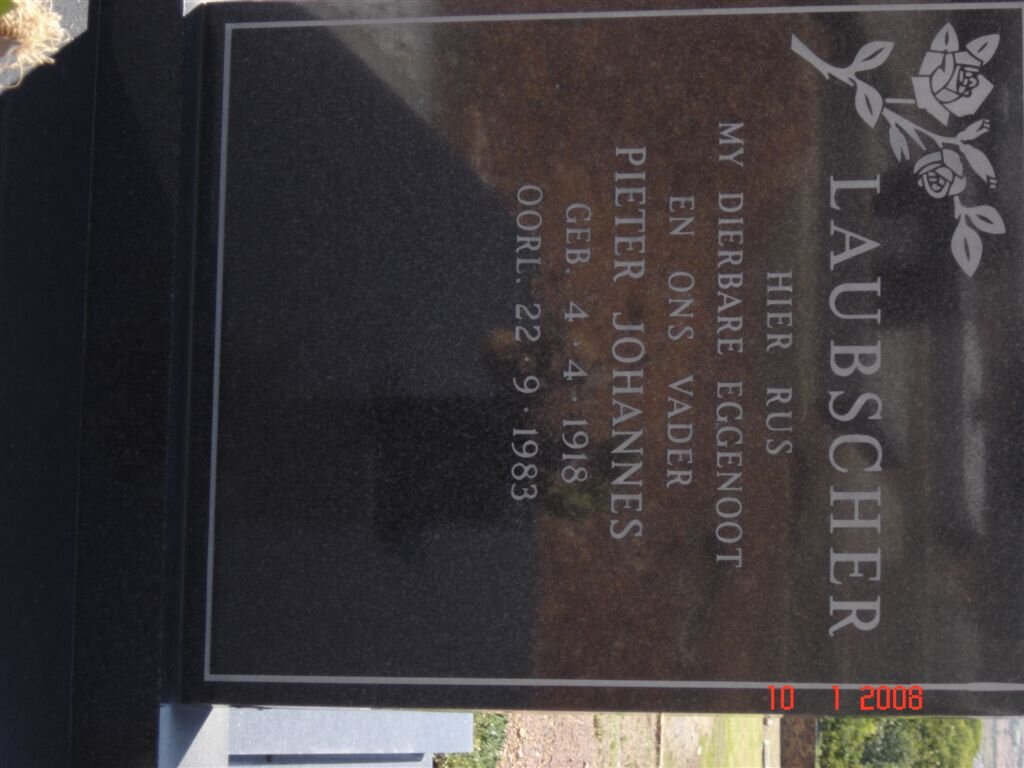 LAUBSCHER
HIER RUS
MY DIERBARE EGGENOOT
EN ONS VADER
PIETER JOHANNES
GEB. 4·4·1918
OORL. 22·9·1983
10 1 2008